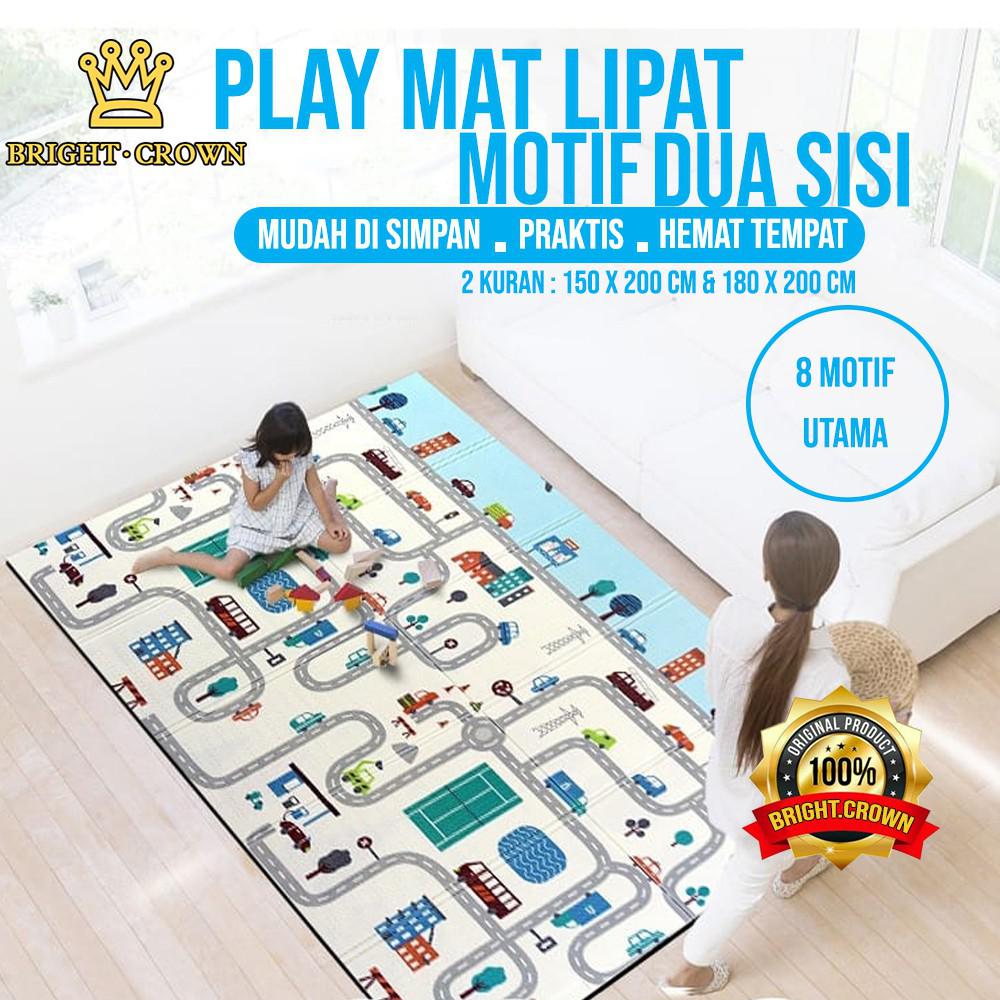 BRIGHT·CROWN
PLAY MAT LIPAT
MOTIF DUA SISI
MUDAH DI SIMPAN . PRAKTIS . HEMAT TEMPAT
2 KURAN : 150 X 200 CM & 180 X 200 CM
8 MOTIF
UTAMA
ORIGINAL PRODUCT
100%
BRIGHT.CROWN